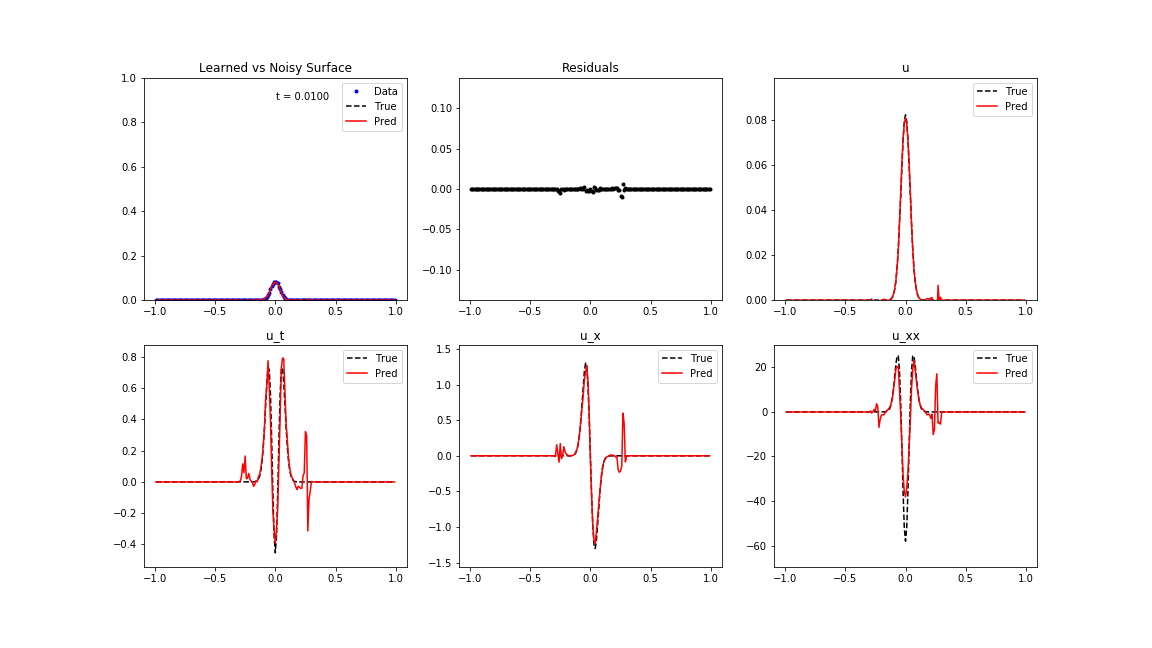 Learned vs Noisy Surface
1.0
0.8
0.6
0.4
0.2
0.0
−1.0 −0.5 0.0 0.5 1.0
t = 0.0100
Data
True
Pred
Residuals
0.10
0.05
0.00
−0.05
−0.10
−1.0 −0.5 0.0 0.5 1.0
u
0.08
0.06
0.04
0.02
0.00
−1.0 −0.5 0.0 0.5 1.0
True
Pred
u_t
0.8
0.6
0.4
0.2
0.0
−0.2
−0.4
−1.0 −0.5 0.0 0.5 1.0
True
Pred
u_x
1.5
1.0
0.5
0.0
−0.5
−1.0
−1.5
−1.0 −0.5 0.0 0.5 1.0
True
Pred
u_xx
20
0
−20
−40
−60
−1.0 −0.5 0.0 0.5 1.0
True
Pred